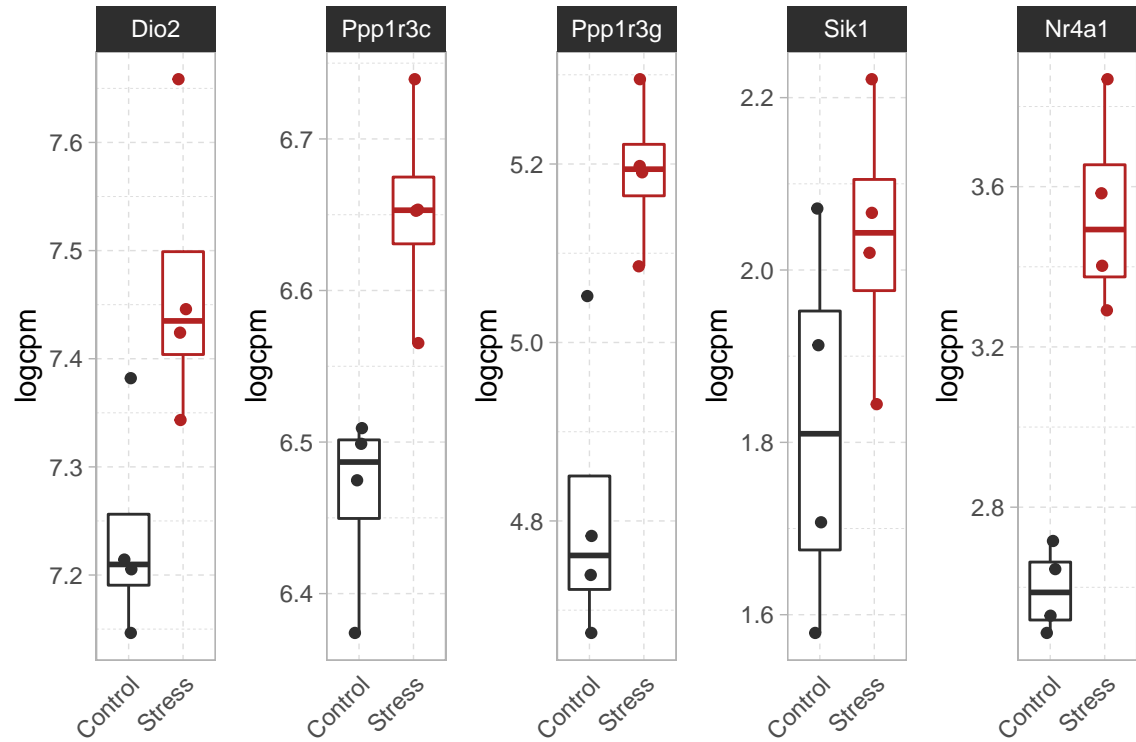 Dio2
Ppp1r3c
Ppp1r3g
Sik1
Nr4a1
logcpm
7.6
7.5
7.4
7.3
7.2
Control
Stress
logcpm
6.7
6.6
6.5
6.4
Control
Stress
logcpm
5.2
5.0
4.8
Control
Stress
logcpm
2.2
2.0
1.8
1.6
Control
Stress
logcpm
3.6
3.2
2.8
Control
Stress